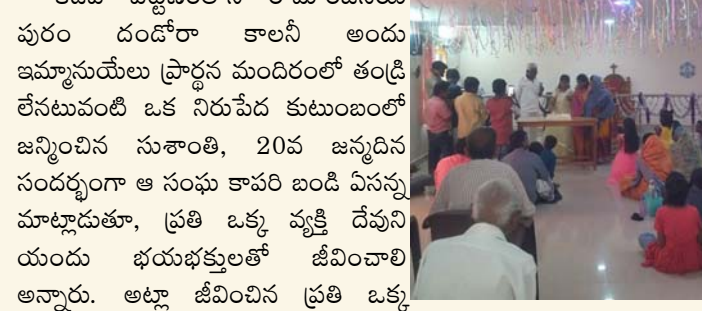 పురం దండోరా కాలనీ అందు
ఇమ్మానుయేలు ప్రార్థన మందిరంలో తండ్రి
లేనటువంటి ఒక నిరుపేద కుటుంబంలో
జన్మించిన సుశాంతి, 20వ జన్మదిన
సందర్భంగా ఆ సంఘ కాపరి బండి ఏసన్న
మాట్లాడుతూ, ప్రతి ఒక్క వ్యక్తి దేవుని
యందు భయభక్తులతో జీవించాలి
అన్నారు. అట్లా జీవించిన ప్రతి ఒక్క